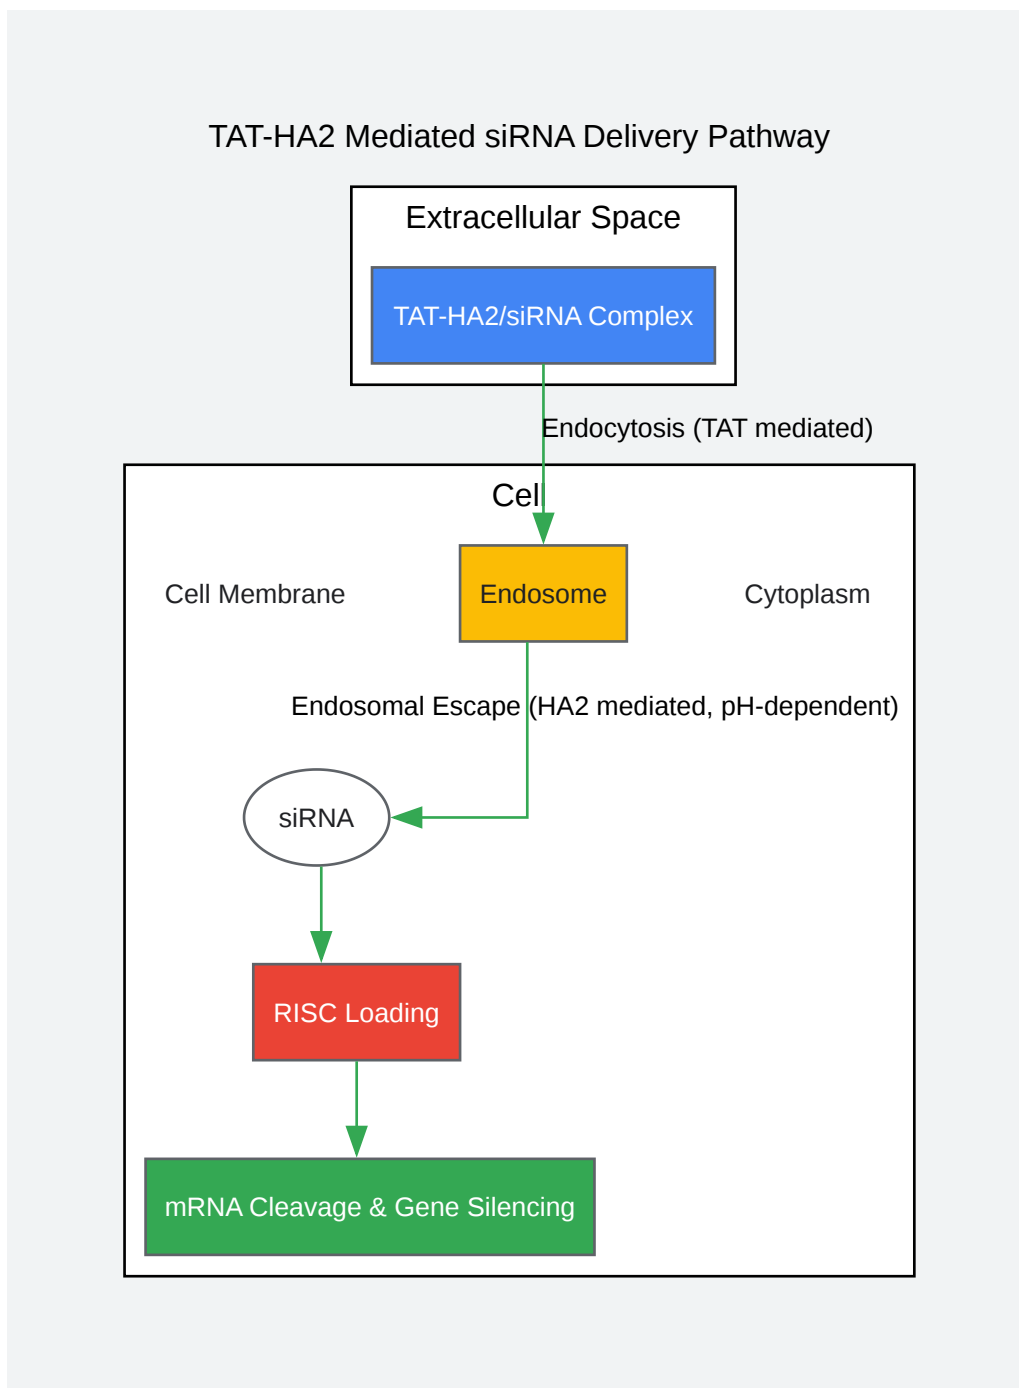 TAT-HA2 Mediated siRNA Delivery Pathway
Extracellular Space
TAT-HA2/siRNA Complex
Endocytosis (TAT mediated)
Cell
Cell Membrane
Endosome
Cytoplasm
Endosomal Escape (HA2 mediated, pH-dependent)
siRNA
RISC Loading
mRNA Cleavage & Gene Silencing